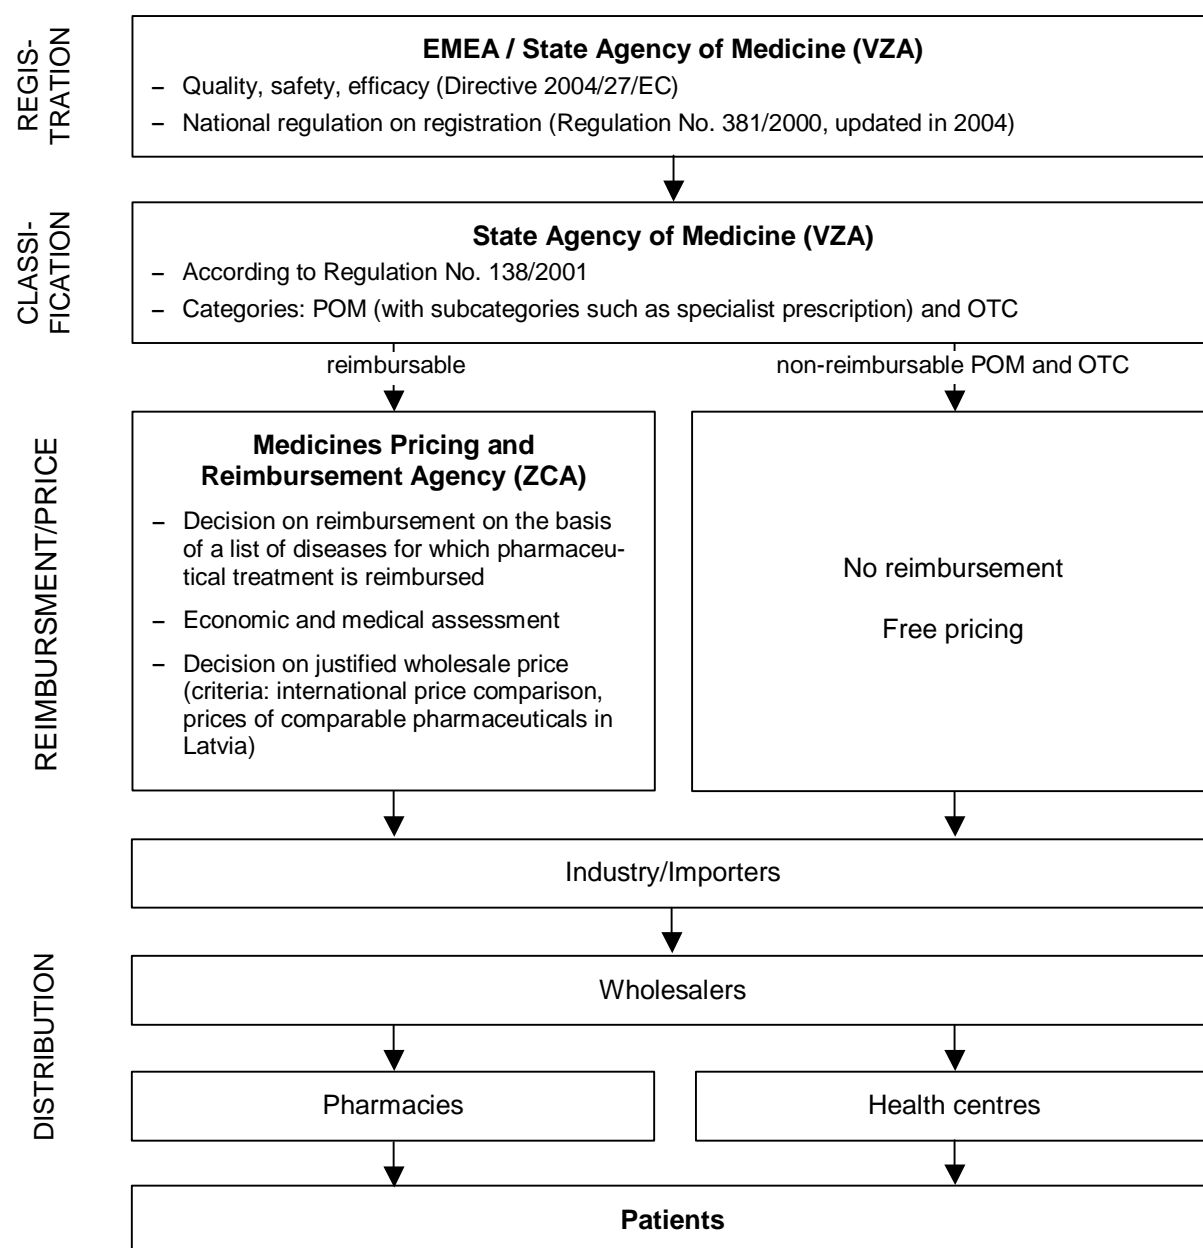 REGIS-
TRATION
EMEA / State Agency of Medicine (VZA)
– Quality, safety, efficacy (Directive 2004/27/EC)
– National regulation on registration (Regulation No. 381/2000, updated in 2004)
CLASSI-
FICATION
State Agency of Medicine (VZA)
– According to Regulation No. 138/2001
– Categories: POM (with subcategories such as specialist prescription) and OTC
reimbursable
non-reimbursable POM and OTC
REIMBURSMENT/PRICE
Medicines Pricing and
Reimbursement Agency (ZCA)
– Decision on reimbursement on the basis
of a list of diseases for which pharmaceu-
tical treatment is reimbursed
– Economic and medical assessment
– Decision on justified wholesale price
(criteria: international price comparison,
prices of comparable pharmaceuticals in
Latvia)
No reimbursement
Free pricing
Industry/Importers
DISTRIBUTION
Wholesalers
Pharmacies
Health centres
Patients